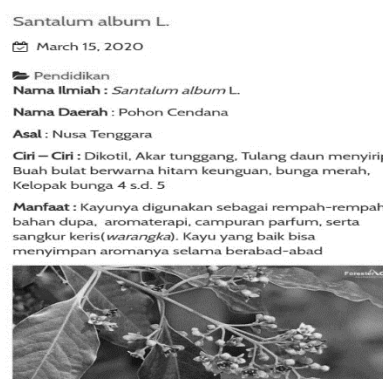 Santalum album L.
March 15, 2020
Pendidikan
Nama Ilmiah : Santalum album L.
Nama Daerah : Pohon Cendana
Asal : Nusa Tenggara
Ciri – Ciri : Dikotil, Akar tunggang, Tulang daun menyirip
Buah bulat berwarna hitam keunguan, bunga merah,
Kelopak bunga 4 s.d. 5
Manfaat : Kayunya digunakan sebagai rempah-rempah
bahan dupa, aromaterapi, campuran parfum, serta
sangkur keris(warangka). Kayu yang baik bisa
menyimpan aromanya selama berabad-abad